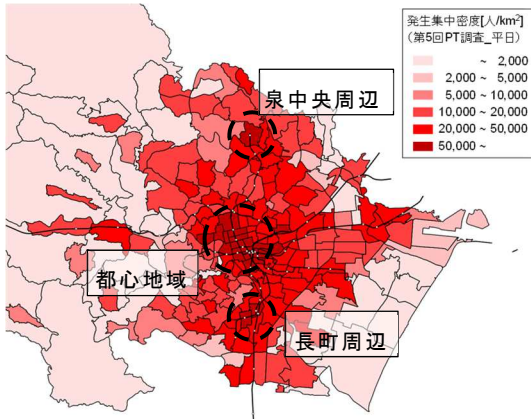 発生集中密度[人/km²]
(第5回PT調査_平日)
~ 2,000
2,000 ~ 5,000
5,000 ~ 10,000
10,000 ~ 20,000
20,000 ~ 50,000
50,000 ~
泉中央周辺
都心地域
長町周辺